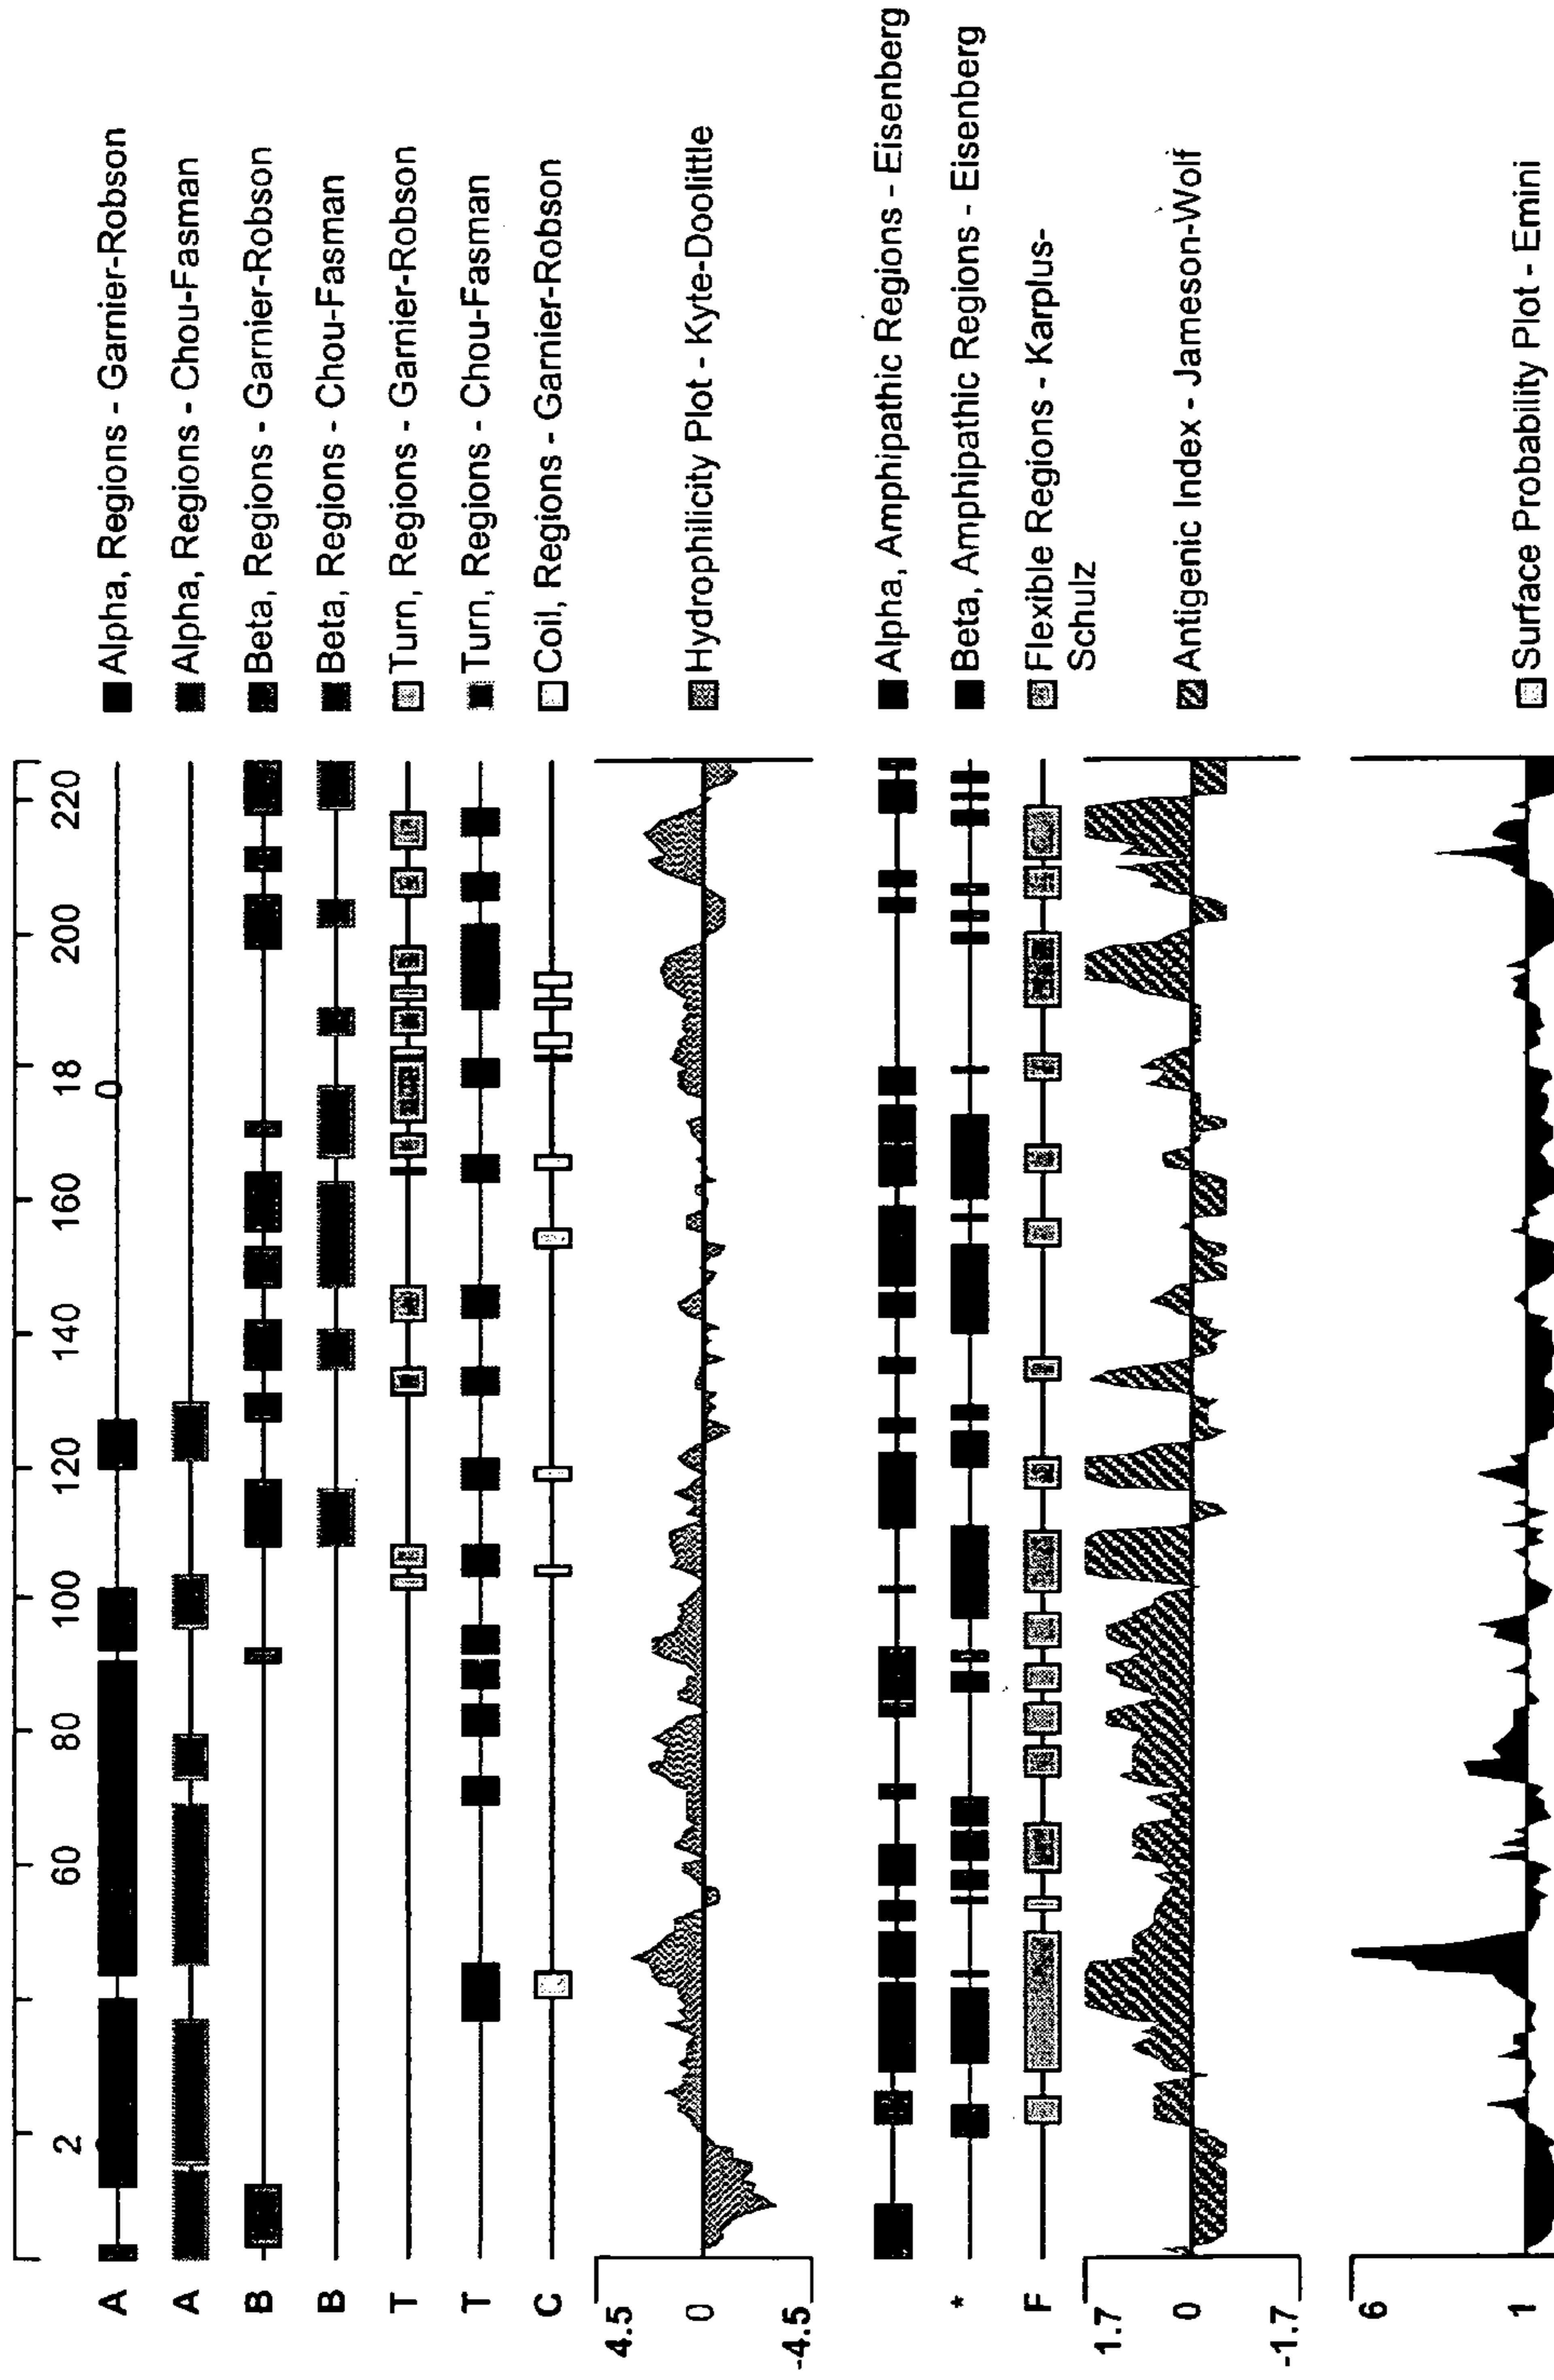 2 60 80 100 120 140 160 18 200 220
0
A Alpha, Regions - Garnier-Robson
A Alpha, Regions - Chou-Fasman
B Beta, Regions - Garnier-Robson
B Beta, Regions - Chou-Fasman
T Turn, Regions - Garnier-Robson
T Turn, Regions - Chou-Fasman
C Coil, Regions - Garnier-Robson
4.5
0 Hydrophilicity Plot - Kyte-Doolittle
-4.5
Alpha, Amphipathic Regions - Eisenberg
* Beta, Amphipathic Regions - Eisenberg
F Flexible Regions - Karplus-
Schulz
1.7
0 Antigenic Index - Jameson-Wolf
-1.7
6
1 Surface Probability Plot - Emini